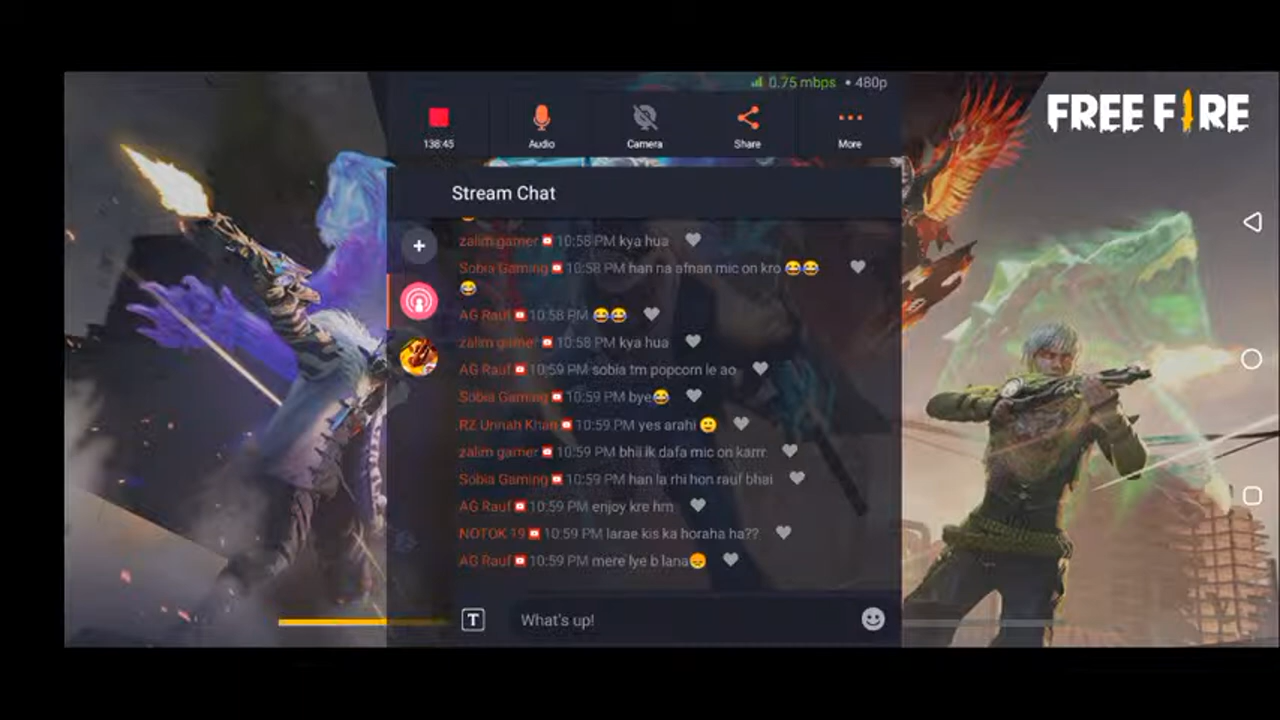 0.75 mbps • 480p
FREE FIRE
138:45 Audio Camera Share More
Stream Chat
zalim gamer 10:58 PM kya hua
Sobia Gaming 10:58 PM han na afnan mic on kro 😂😂
😂
AG Rauf 10:58 PM 😂😂
zalim gamer 10:58 PM kya hua
AG Rauf 10:59 PM sobia tm popcorn le ao
Sobia Gaming 10:59 PM bye😂
RZ Unnah Khan 10:59 PM yes arahi 🙂
zalim gamer 10:59 PM bhii ik dafa mic on karrr
Sobia Gaming 10:59 PM han la rhi hon rauf bhai
AG Rauf 10:59 PM enjoy kre hm
NOTOK 19 10:59 PM larae kis ka horaha ha??
AG Rauf 10:59 PM mere lye b lana😞
T What's up!